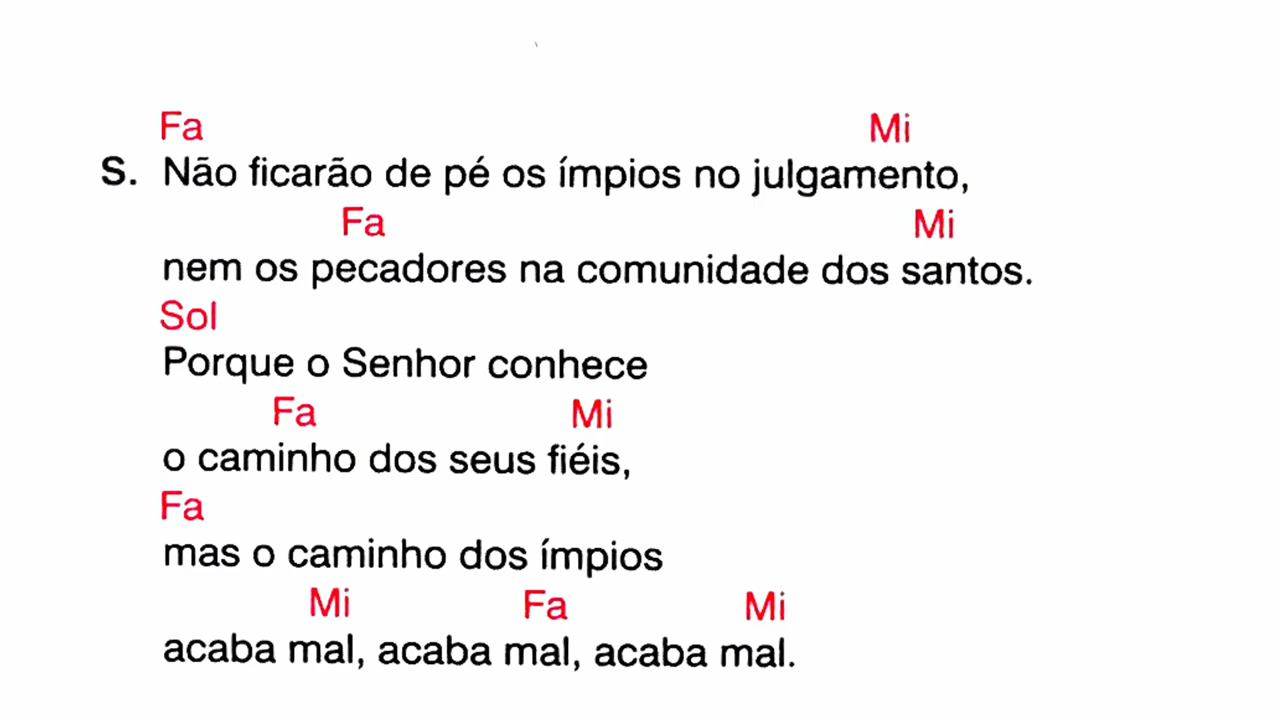 Fa Mi
S. Não ficarão de pé os ímpios no julgamento,
Fa Mi
nem os pecadores na comunidade dos santos.
Sol
Porque o Senhor conhece
Fa Mi
o caminho dos seus fiéis,
Fa
mas o caminho dos ímpios
Mi Fa Mi
acaba mal, acaba mal, acaba mal.